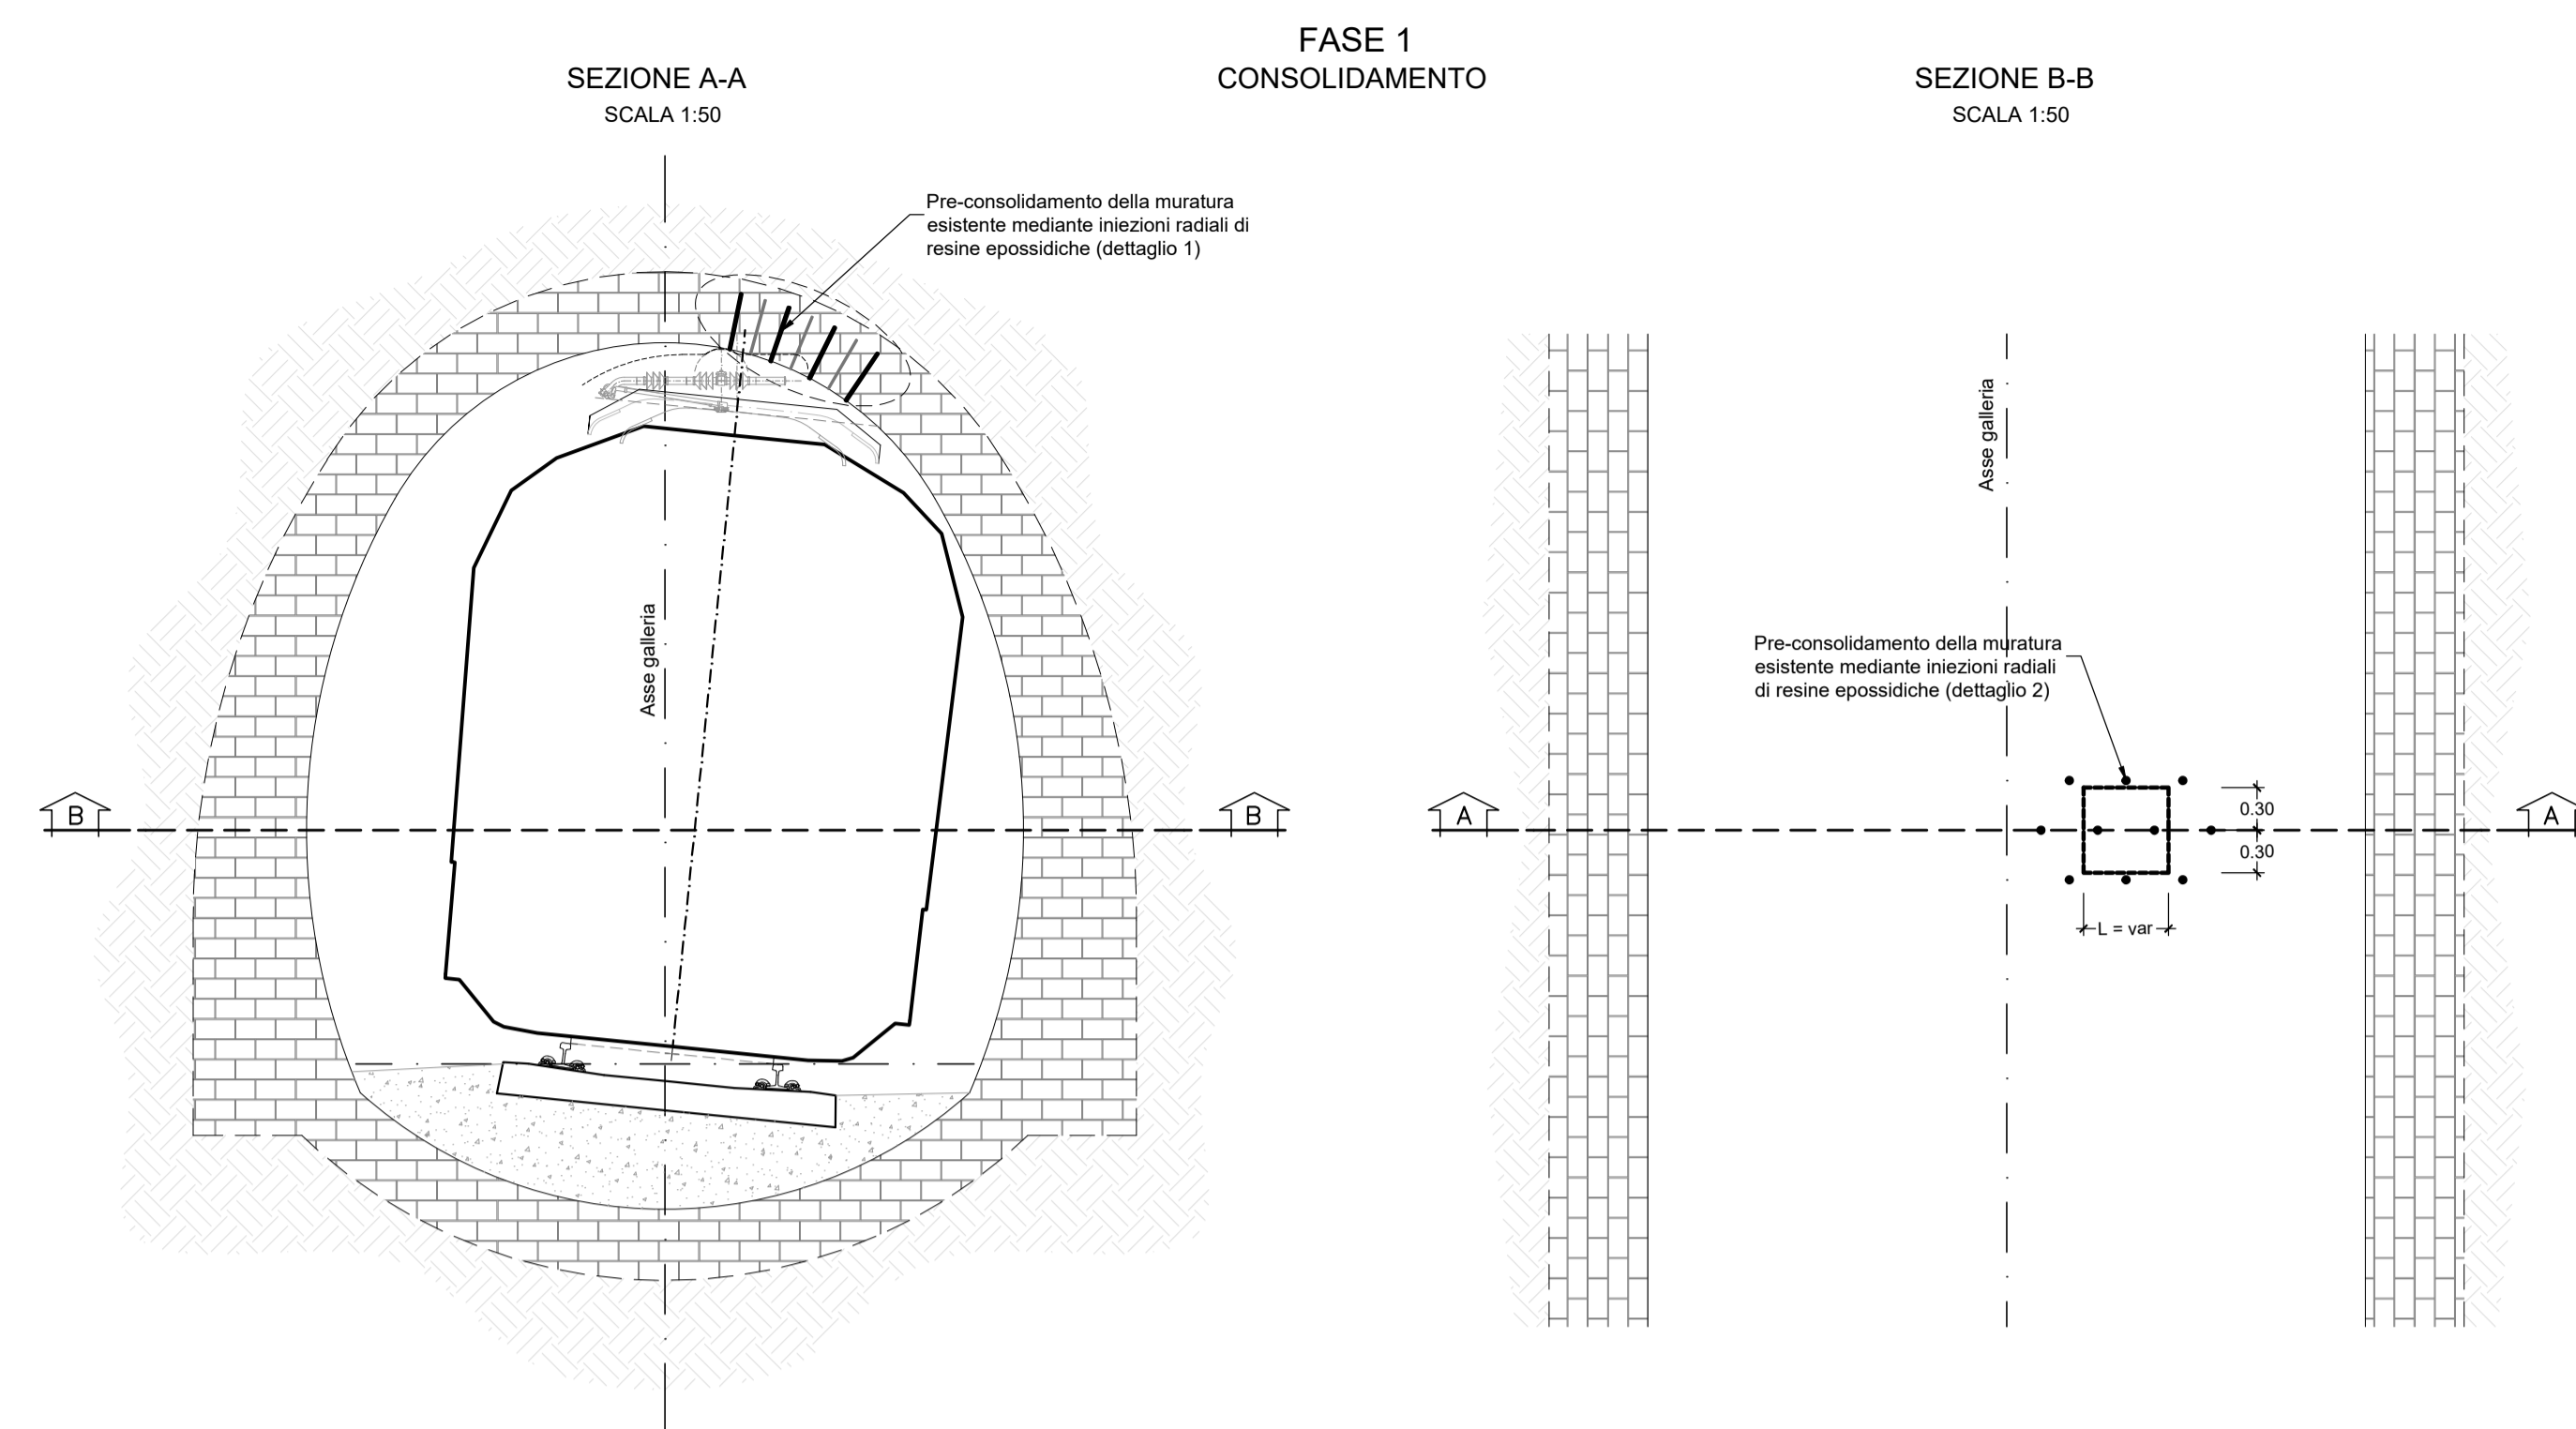 FASE 1
CONSOLIDAMENTO
SEZIONE A-A
SCALA 1:50
Pre-consolidamento della muratura
esistente mediante iniezioni radiali di
resine epossidiche (dettaglio 1)
Asse galleria
B
B
SEZIONE B-B
SCALA 1:50
Asse galleria
Pre-consolidamento della muratura
esistente mediante iniezioni radiali
di resine epossidiche (dettaglio 2)
A
A
0.30
0.30
L = var